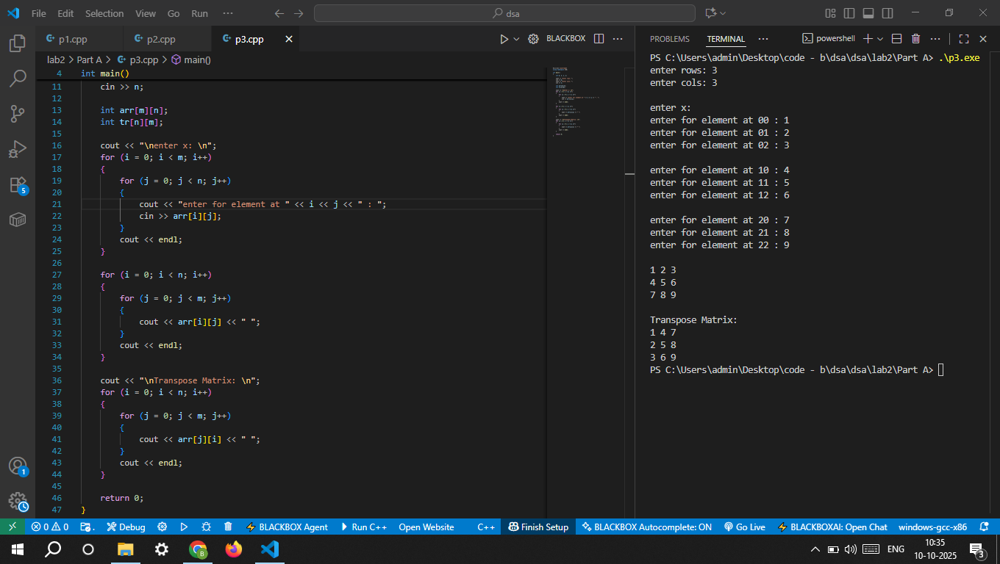 File Edit Selection View Go Run ··· dsa
p1.cpp p2.cpp p3.cpp BLACKBOX ···
lab2 > Part A > p3.cpp > main()
4 int main()
11 cin >> n;
12
13 int arr[m][n];
14 int tr[n][m];
15
16 cout << "\nenter x: \n";
17 for (i = 0; i < m; i++)
18 {
19 for (j = 0; j < n; j++)
20 {
21 cout << "enter for element at " << i << j << " : ";
22 cin >> arr[i][j];
23 }
24 cout << endl;
25 }
26
27 for (i = 0; i < n; i++)
28 {
29 for (j = 0; j < m; j++)
30 {
31 cout << arr[i][j] << " ";
32 }
33 cout << endl;
34 }
35
36 cout << "\nTranspose Matrix: \n";
37 for (i = 0; i < n; i++)
38 {
39 for (j = 0; j < m; j++)
40 {
41 cout << arr[j][i] << " ";
42 }
43 cout << endl;
44 }
45
46 return 0;
47 }
PROBLEMS TERMINAL ··· powershell ···
PS C:\Users\admin\Desktop\code - b\dsa\dsa\lab2\Part A> .\p3.exe
enter rows: 3
enter cols: 3
enter x:
enter for element at 00 : 1
enter for element at 01 : 2
enter for element at 02 : 3
enter for element at 10 : 4
enter for element at 11 : 5
enter for element at 12 : 6
enter for element at 20 : 7
enter for element at 21 : 8
enter for element at 22 : 9
1 2 3
4 5 6
7 8 9
Transpose Matrix:
1 4 7
2 5 8
3 6 9
PS C:\Users\admin\Desktop\code - b\dsa\dsa\lab2\Part A>
5
1
0 0 . Debug BLACKBOX Agent Run C++ Open Website C++ Finish Setup BLACKBOX Autocomplete: ON Go Live BLACKBOXAI: Open Chat windows-gcc-x86
B ENG 10:35
10-10-2025 3